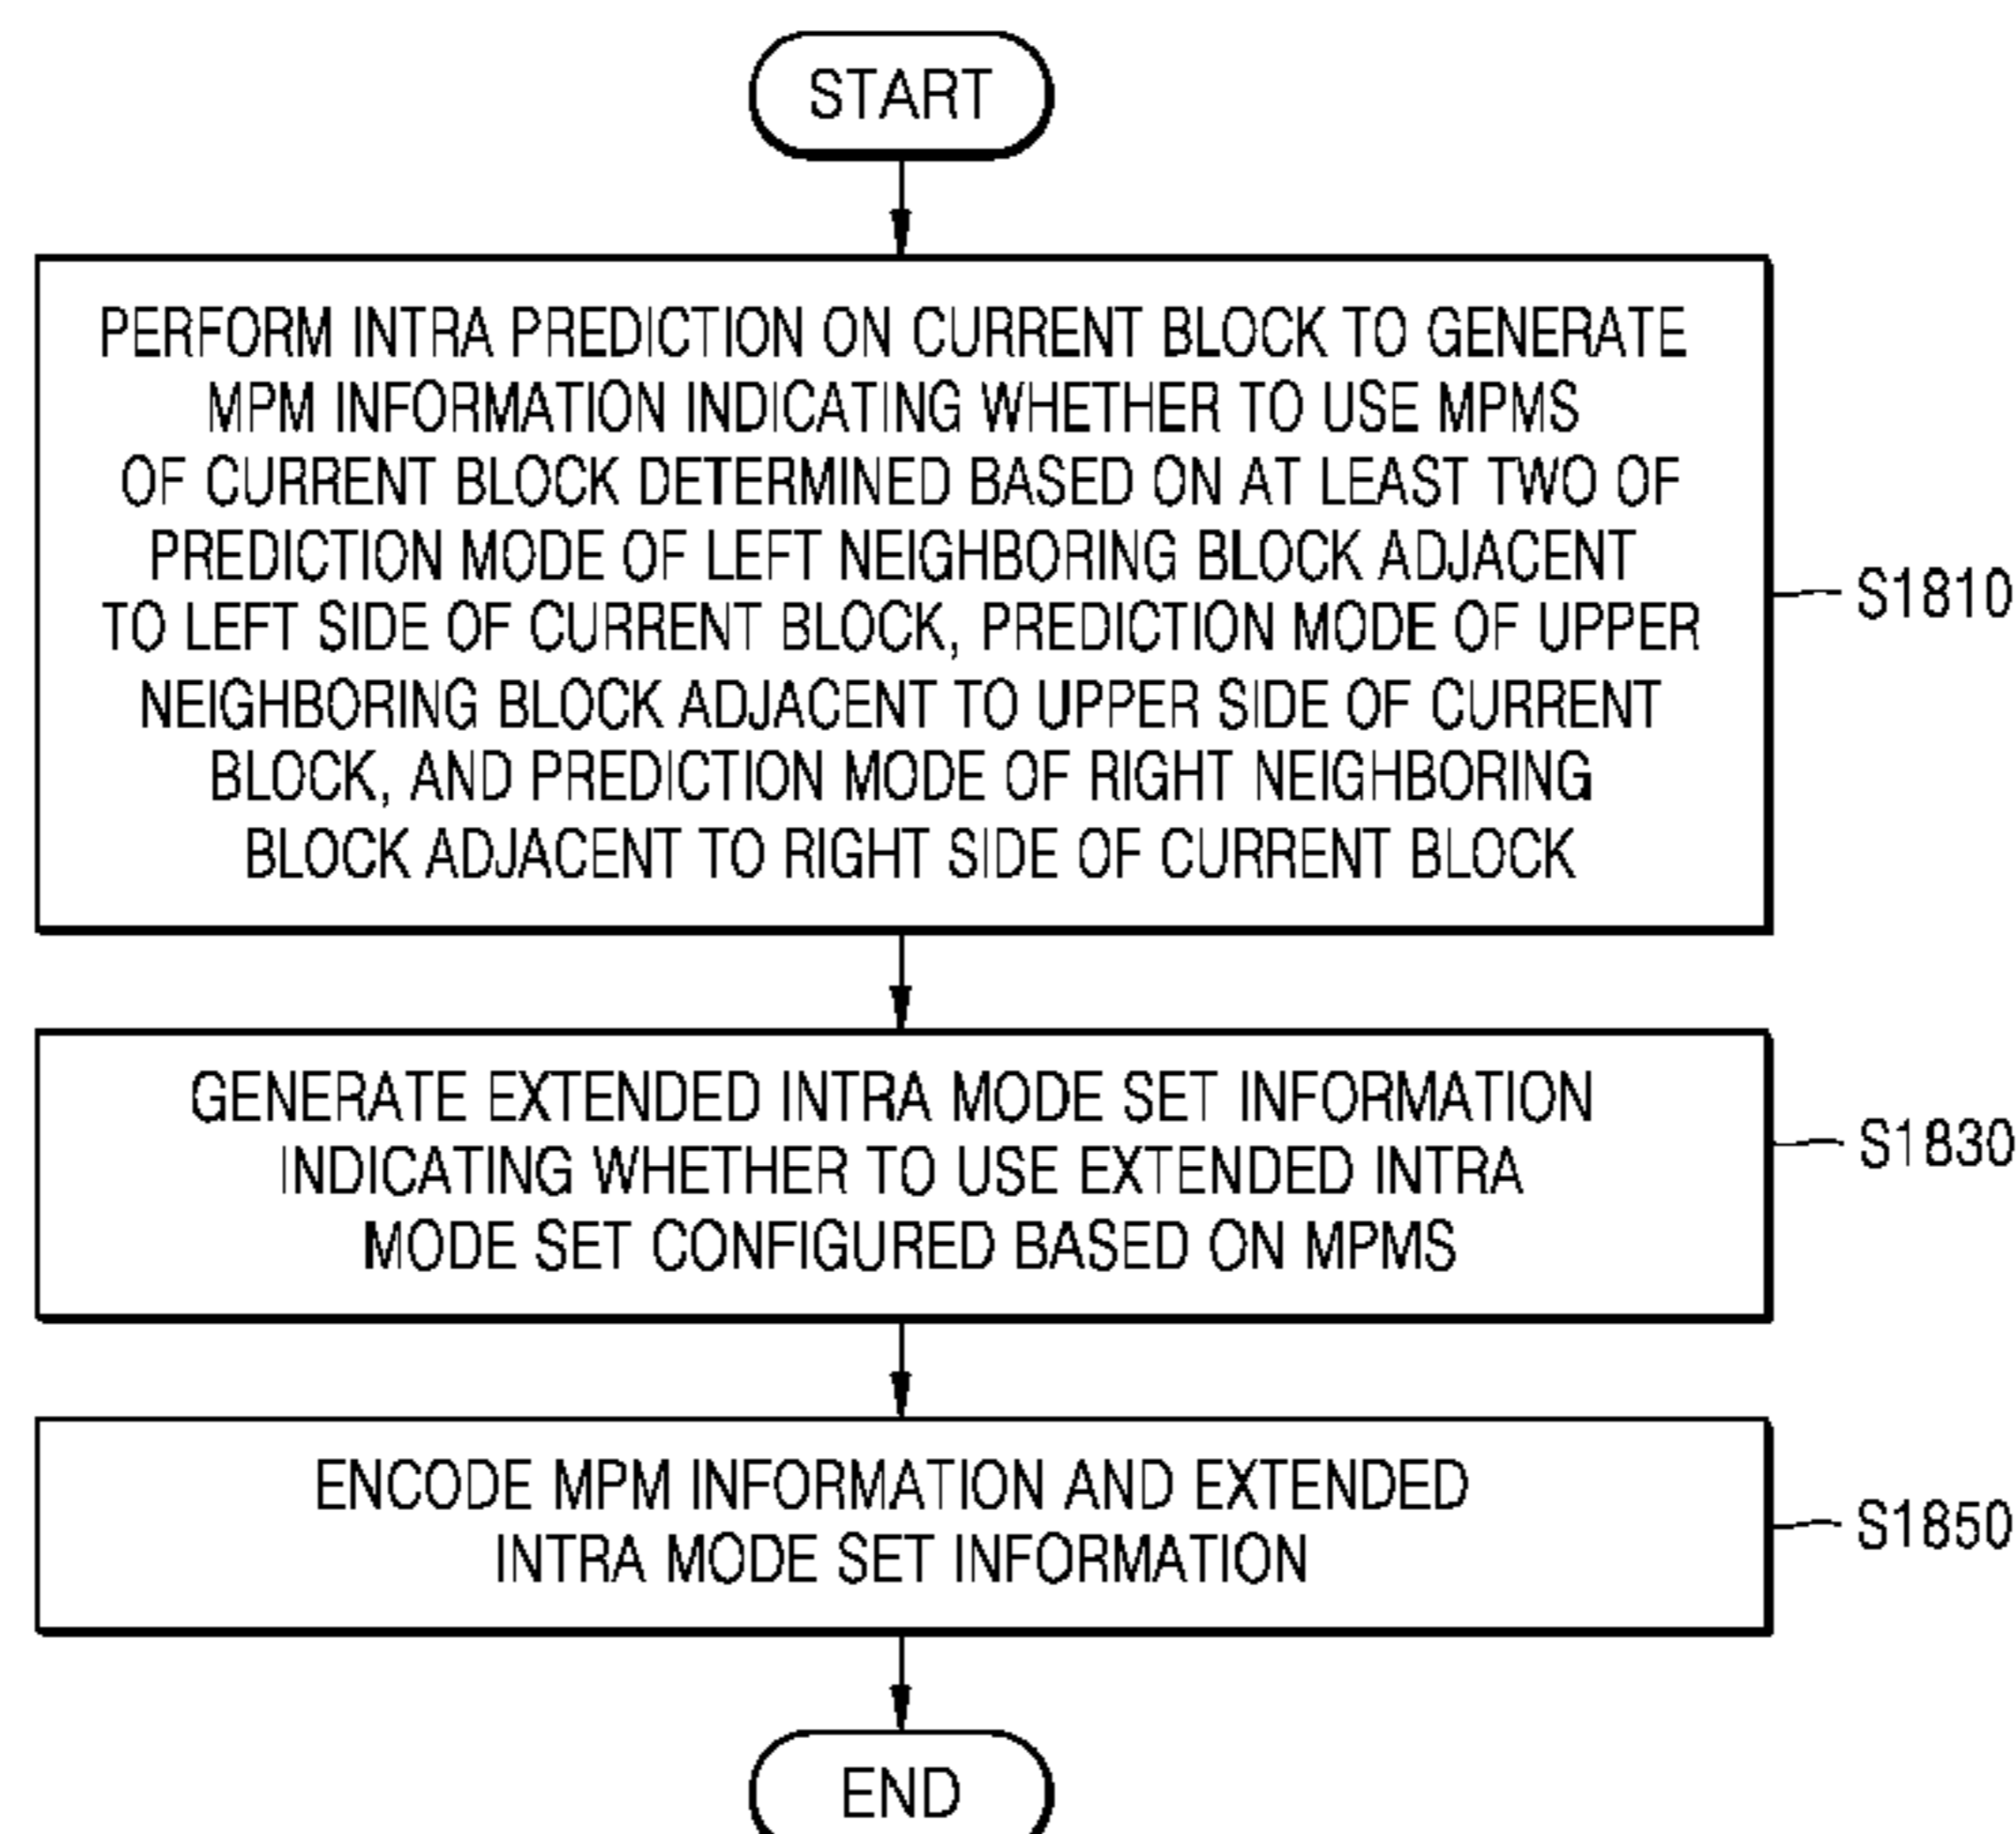 START
PERFORM INTRA PREDICTION ON CURRENT BLOCK TO GENERATE
MPM INFORMATION INDICATING WHETHER TO USE MPMS
OF CURRENT BLOCK DETERMINED BASED ON AT LEAST TWO OF
PREDICTION MODE OF LEFT NEIGHBORING BLOCK ADJACENT
TO LEFT SIDE OF CURRENT BLOCK, PREDICTION MODE OF UPPER
NEIGHBORING BLOCK ADJACENT TO UPPER SIDE OF CURRENT
BLOCK, AND PREDICTION MODE OF RIGHT NEIGHBORING
BLOCK ADJACENT TO RIGHT SIDE OF CURRENT BLOCK
S1810
GENERATE EXTENDED INTRA MODE SET INFORMATION
INDICATING WHETHER TO USE EXTENDED INTRA
MODE SET CONFIGURED BASED ON MPMS
S1830
ENCODE MPM INFORMATION AND EXTENDED
INTRA MODE SET INFORMATION
S1850
END